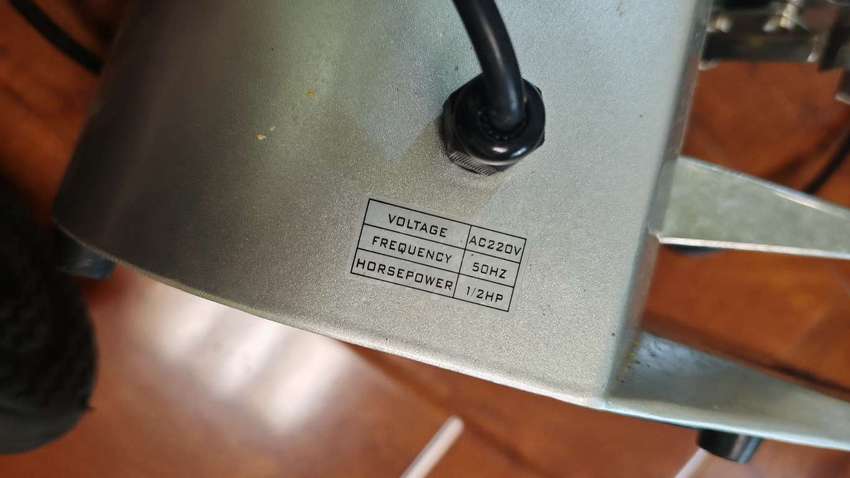 VOLTAGE AC220V
FREQUENCY 50HZ
HORSEPOWER 1/2HP